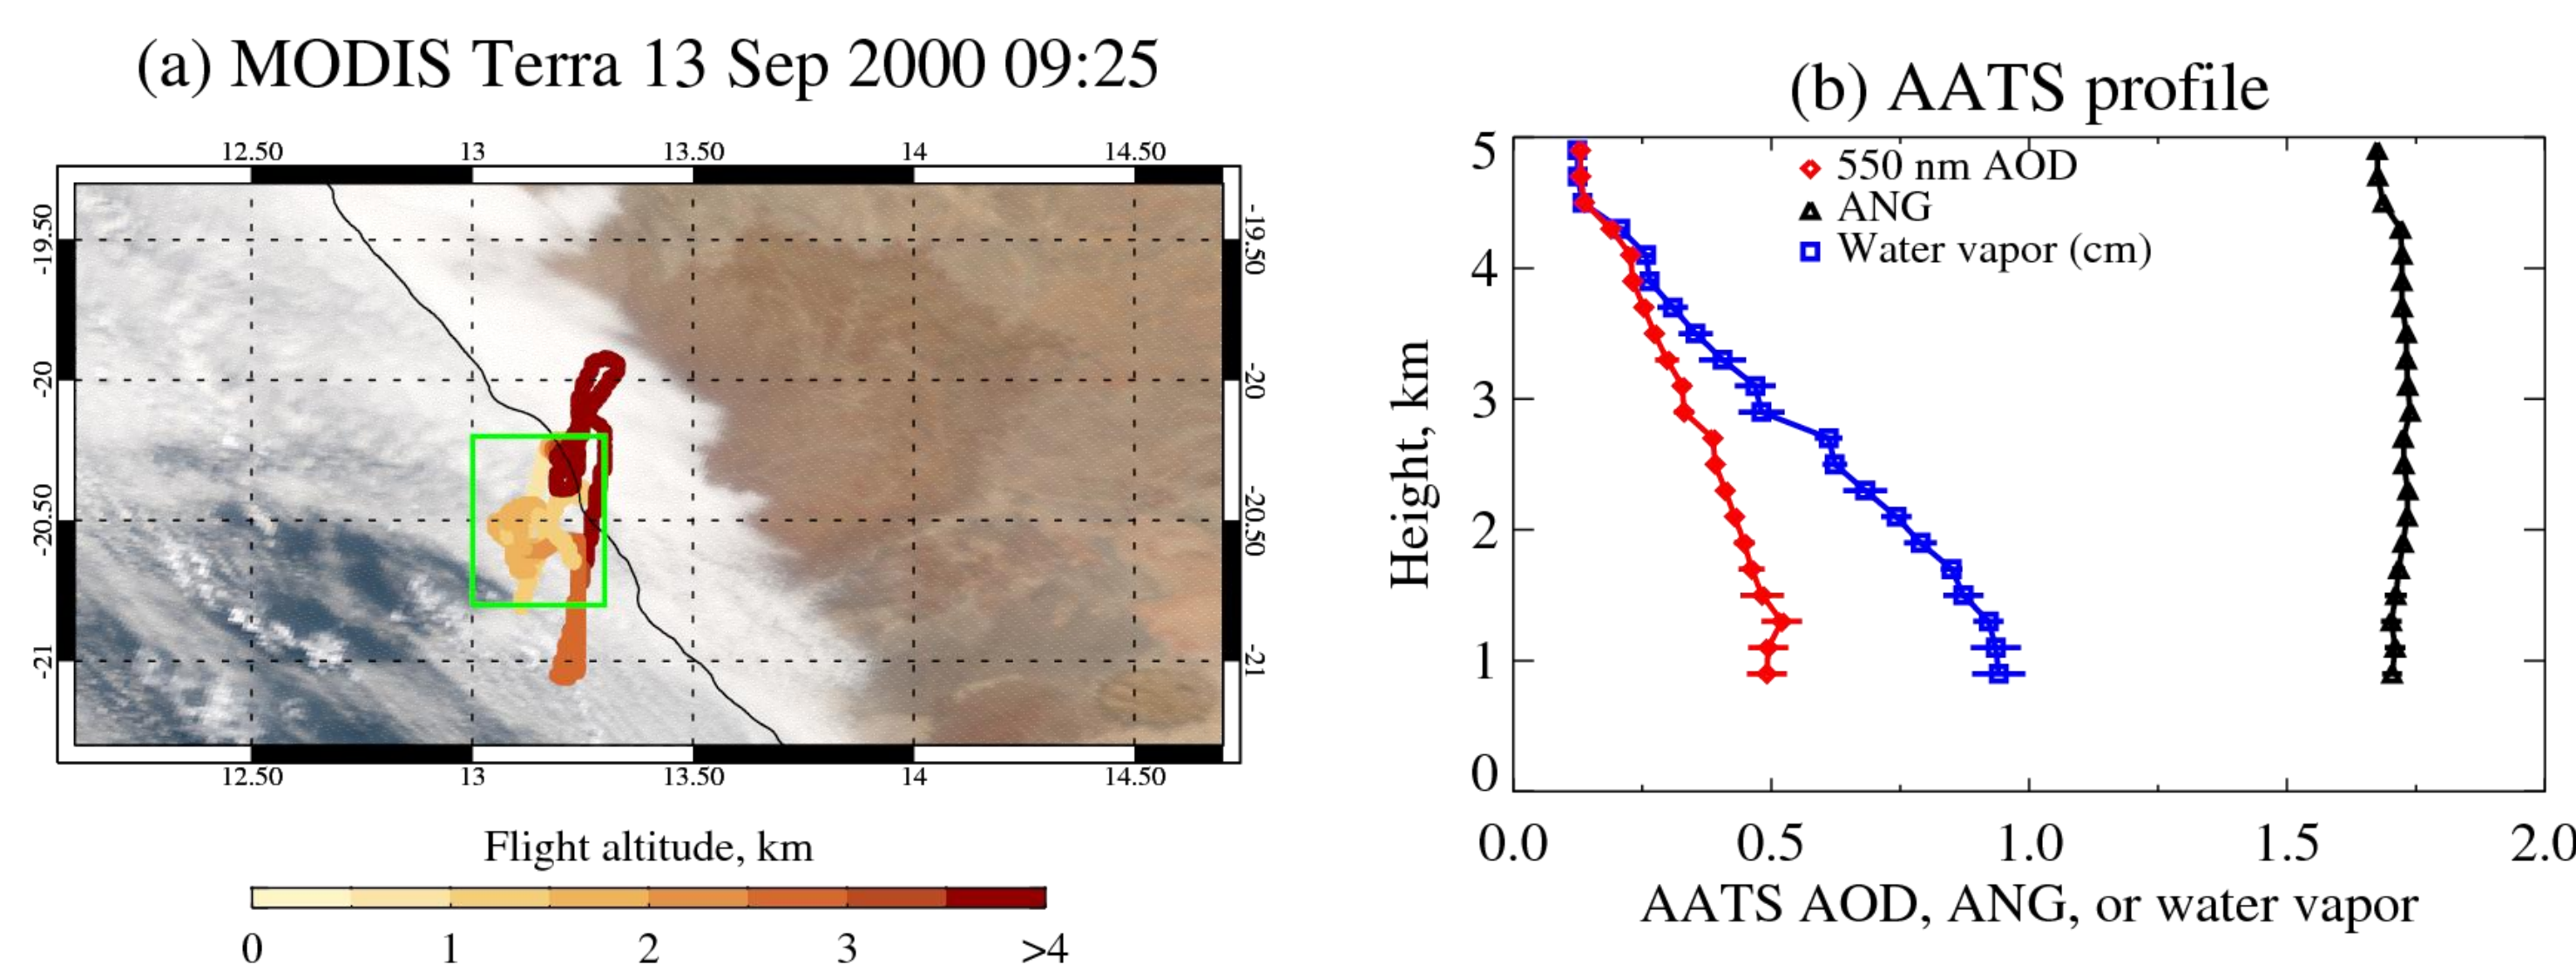 (a) MODIS Terra 13 Sep 2000 09:25
12.50 13 13.50 14 14.50
-19.50 -20 -20.50 -21
-19.50 -20 -20.50 -21
12.50 13 13.50 14 14.50
Flight altitude, km
0 1 2 3 >4
(b) AATS profile
550 nm AOD
ANG
Water vapor (cm)
Height, km
5
4
3
2
1
0
0.0 0.5 1.0 1.5 2.0
AATS AOD, ANG, or water vapor